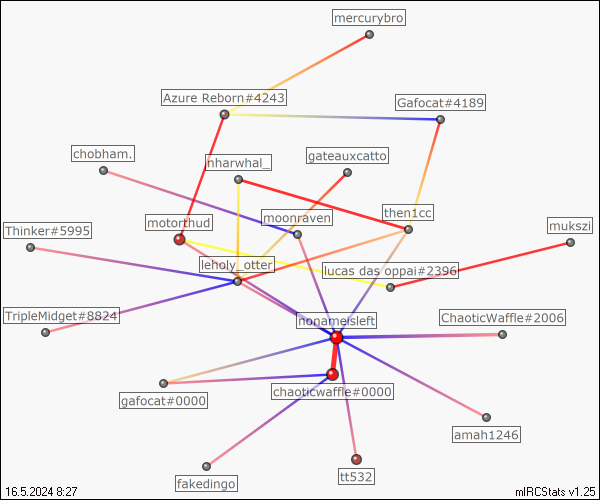 mercurybro
Azure Reborn#4243
Gafocat#4189
chobham.
nharwhal_
gateauxcatto
motorthud
moonraven
then1cc
Thinker#5995
mukszi
leholy_otter
lucas das oppai#2396
TripleMidget#8824
nonameisleft
ChaoticWaffle#2006
gafocat#0000
chaoticwaffle#0000
amah1246
fakedingo
tt532
16.5.2024 8:27
mIRCStats v1.25